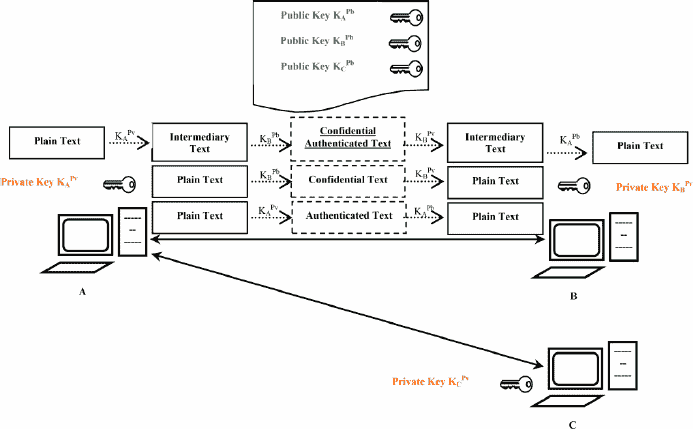 Public Key K_A^Pb
Public Key K_B^Pb
Public Key K_C^Pb
Plain Text
K_A^Pv
Intermediary
Text
K_B^Pb
Confidential
Authenticated Text
K_B^Pv
Intermediary
Text
K_A^Pb
Plain Text
Private Key K_A^Pv
Plain Text
K_B^Pb
Confidential Text
K_B^Pv
Plain Text
Private Key K_B^Pv
Plain Text
K_A^Pv
Authenticated Text
K_A^Pb
Plain Text
A
B
Private Key K_C^Pv
C